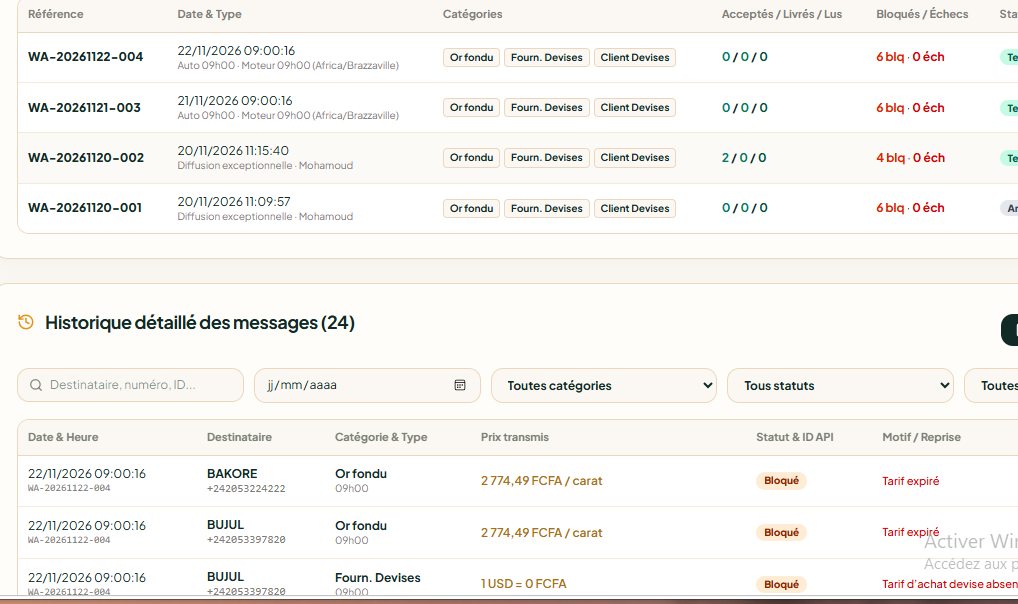 Référence Date & Type Catégories Acceptés / Livrés / Lus Bloqués / Échecs
WA-20261122-004 22/11/2026 09:00:16 Or fondu Fourn. Devises Client Devises 0 / 0 / 0 6 blq · 0 éch
Auto 09h00 · Moteur 09h00 (Africa/Brazzaville)
WA-20261121-003 21/11/2026 09:00:16 Or fondu Fourn. Devises Client Devises 0 / 0 / 0 6 blq · 0 éch
Auto 09h00 · Moteur 09h00 (Africa/Brazzaville)
WA-20261120-002 20/11/2026 11:15:40 Or fondu Fourn. Devises Client Devises 2 / 0 / 0 4 blq · 0 éch
Diffusion exceptionnelle · Mohamoud
WA-20261120-001 20/11/2026 11:09:57 Or fondu Fourn. Devises Client Devises 0 / 0 / 0 6 blq · 0 éch
Diffusion exceptionnelle · Mohamoud
Historique détaillé des messages (24)
Destinataire, numéro, ID... jj/mm/aaaa Toutes catégories Tous statuts Toutes
Date & Heure Destinataire Catégorie & Type Prix transmis Statut & ID API Motif / Reprise
22/11/2026 09:00:16 BAKORE Or fondu 2 774,49 FCFA / carat Bloqué Tarif expiré
WA-20261122-004 +242053224222 09h00
22/11/2026 09:00:16 BUJUL Or fondu 2 774,49 FCFA / carat Bloqué Tarif expiré
WA-20261122-004 +242053397820 09h00
Activer Wi
Accédez aux p
22/11/2026 09:00:16 BUJUL Fourn. Devises 1 USD = 0 FCFA Bloqué Tarif d'achat devise absen
WA-20261122-004 +242053397820 09h00